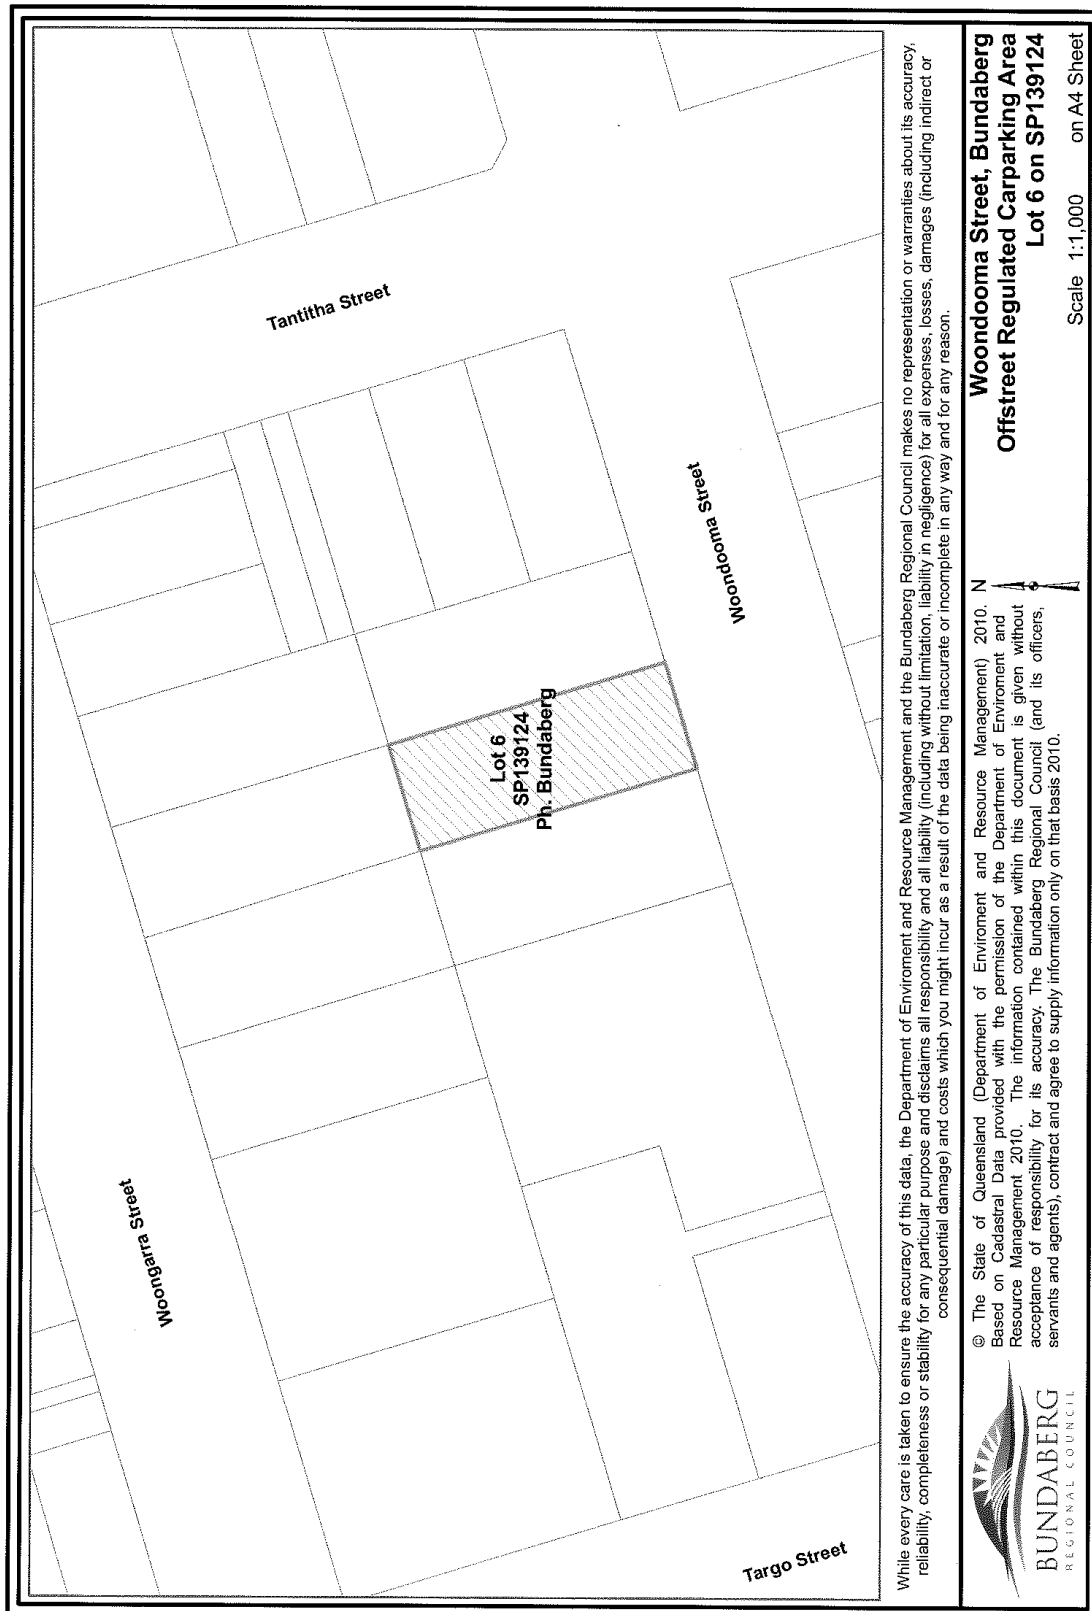 Woongarra Street
Tantitha Street
Lot 6
SP139124
Ph. Bundaberg
Woondooma Street
Targo Street
While every care is taken to ensure the accuracy of this data, the Department of Enviroment and Resource Management and the Bundaberg Regional Council makes no representation or warranties about its accuracy,
reliability, completeness or stability for any particular purpose and disclaims all responsibility and all liability (including without limitation, liability in negligence) for all expenses, losses, damages (including indirect or
consequential damage) and costs which you might incur as a result of the data being inaccurate or incomplete in any way and for any reason.
BUNDABERG
REGIONAL COUNCIL
© The State of Queensland (Department of Enviroment and Resource Management) 2010.
Based on Cadastral Data provided with the permission of the Department of Enviroment and
Resource Management 2010. The information contained within this document is given without
acceptance of responsibility for its accuracy. The Bundaberg Regional Council (and its officers,
servants and agents), contract and agree to supply information only on that basis 2010.
N
Woondooma Street, Bundaberg
Offstreet Regulated Carparking Area
Lot 6 on SP139124
Scale 1:1,000 on A4 Sheet